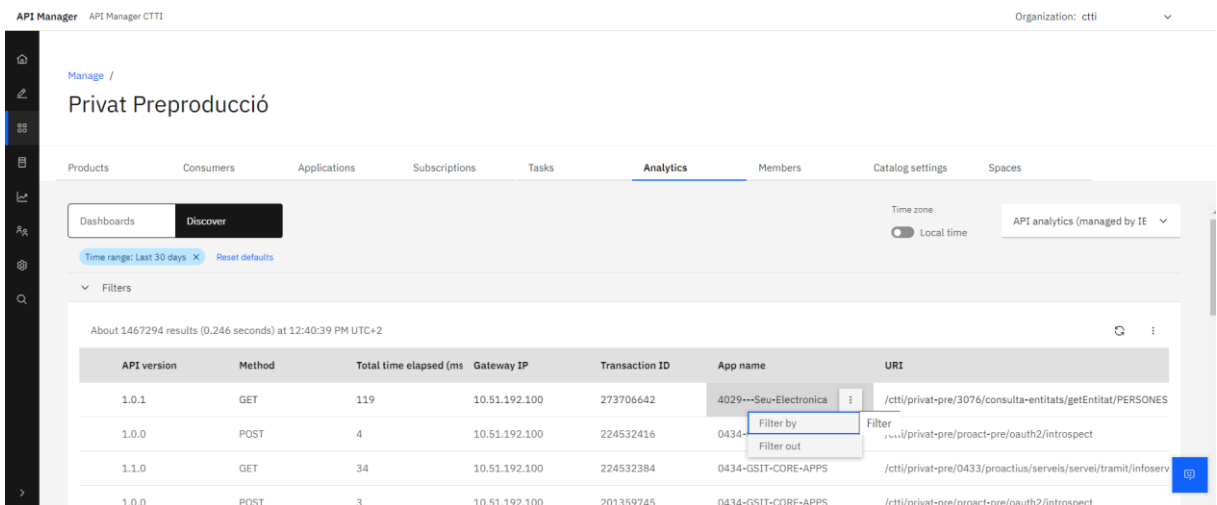 API Manager API Manager CTTI Organization: ctti
Manage /
Privat Preproducció
Products Consumers Applications Subscriptions Tasks Analytics Members Catalog settings Spaces
Time zone
Dashboards Discover Local time API analytics (managed by IE
Time range: Last 30 days × Reset defaults
Filters
About 1467294 results (0.246 seconds) at 12:40:39 PM UTC+2
API version Method Total time elapsed (ms Gateway IP Transaction ID App name URI
1.0.1 GET 119 10.51.192.100 273706642 4029---Seu-Electronica /ctti/privat-pre/3076/consulta-entitats/getEntitat/PERSONES
Filter by Filter
1.0.0 POST 4 10.51.192.100 224532416 0434- /ctti/privat-pre/proact-pre/oauth2/introspect
Filter out
1.1.0 GET 34 10.51.192.100 224532384 0434-GSIT-CORE-APPS /ctti/privat-pre/0433/proactius/serveis/servei/tramit/infoserv
1.0.0 POST 3 10.51.192.100 201359745 0434-GSIT-CORE-APPS /ctti/privat-pre/proact-pre/oauth2/introspect